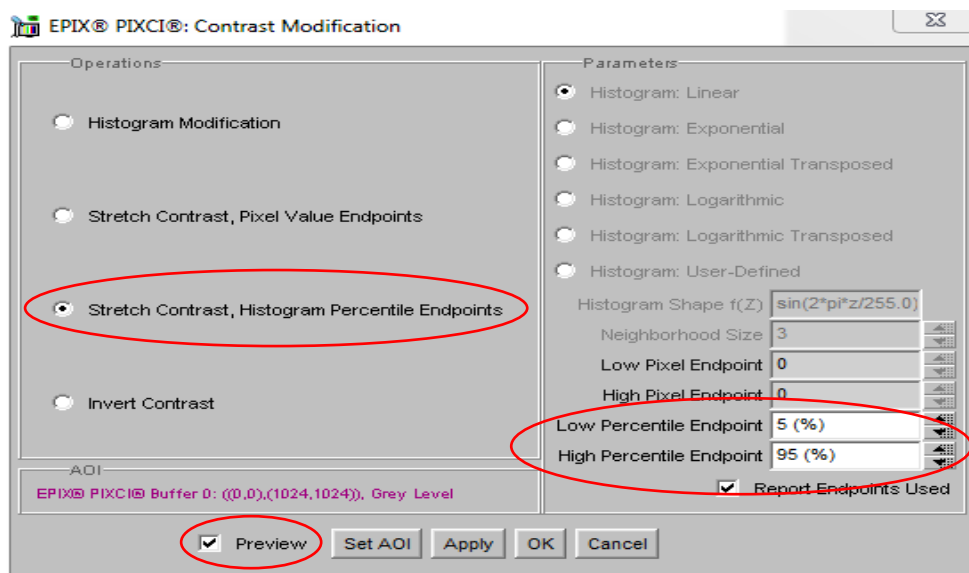 EPIX® PIXCI®: Contrast Modification
Operations
Histogram Modification
Stretch Contrast, Pixel Value Endpoints
Stretch Contrast, Histogram Percentile Endpoints
Invert Contrast
AOI
EPIX® PIXCI® Buffer 0: ((0,0),(1024,1024)), Grey Level
Parameters
Histogram: Linear
Histogram: Exponential
Histogram: Exponential Transposed
Histogram: Logarithmic
Histogram: Logarithmic Transposed
Histogram: User-Defined
Histogram Shape f(Z) sin(2*pi*z/255.0)
Neighborhood Size 3
Low Pixel Endpoint 0
High Pixel Endpoint 0
Low Percentile Endpoint 5 (%)
High Percentile Endpoint 95 (%)
Report Endpoints Used
Preview Set AOI Apply OK Cancel